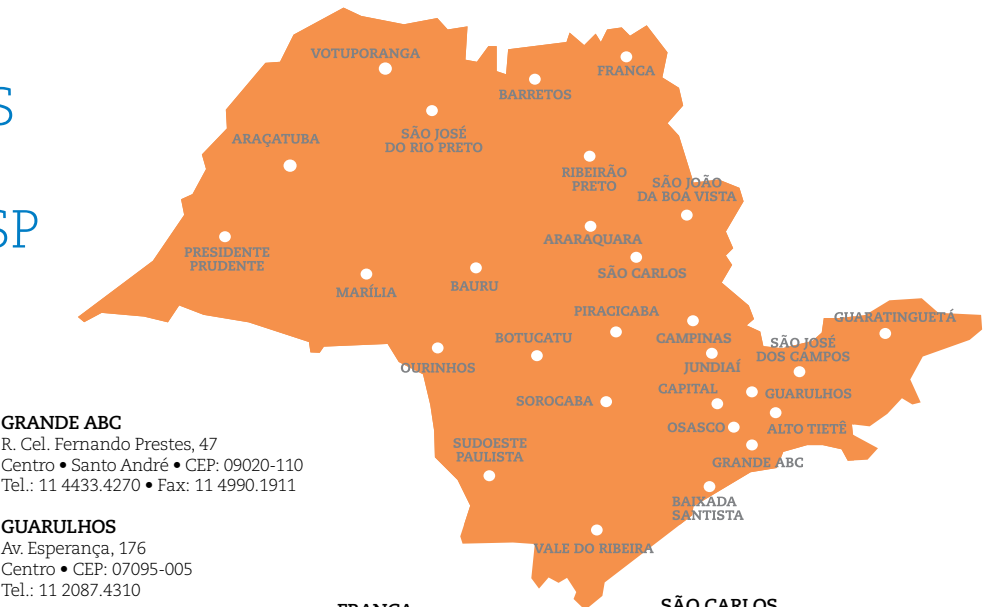 S
SP
VOTUPORANGA
FRANCA
BARRETOS
SÃO JOSÉ
DO RIO PRETO
ARAÇATUBA
RIBEIRÃO
PRETO
SÃO JOÃO
DA BOA VISTA
ARARAQUARA
PRESIDENTE
PRUDENTE
SÃO CARLOS
MARÍLIA
BAURU
PIRACICABA
GUARATINGUETÁ
BOTUCATU
CAMPINAS
SÃO JOSÉ
DOS CAMPOS
OURINHOS
JUNDIAÍ
CAPITAL
GUARULHOS
SOROCABA
OSASCO
ALTO TIETÊ
SUDOESTE
PAULISTA
GRANDE ABC
BAIXADA
SANTISTA
VALE DO RIBEIRA
GRANDE ABC
R. Cel. Fernando Prestes, 47
Centro • Santo André • CEP: 09020-110
Tel.: 11 4433.4270 • Fax: 11 4990.1911
GUARULHOS
Av. Esperança, 176
Centro • CEP: 07095-005
Tel.: 11 2087.4310
FRANCA
SÃO CARLOS